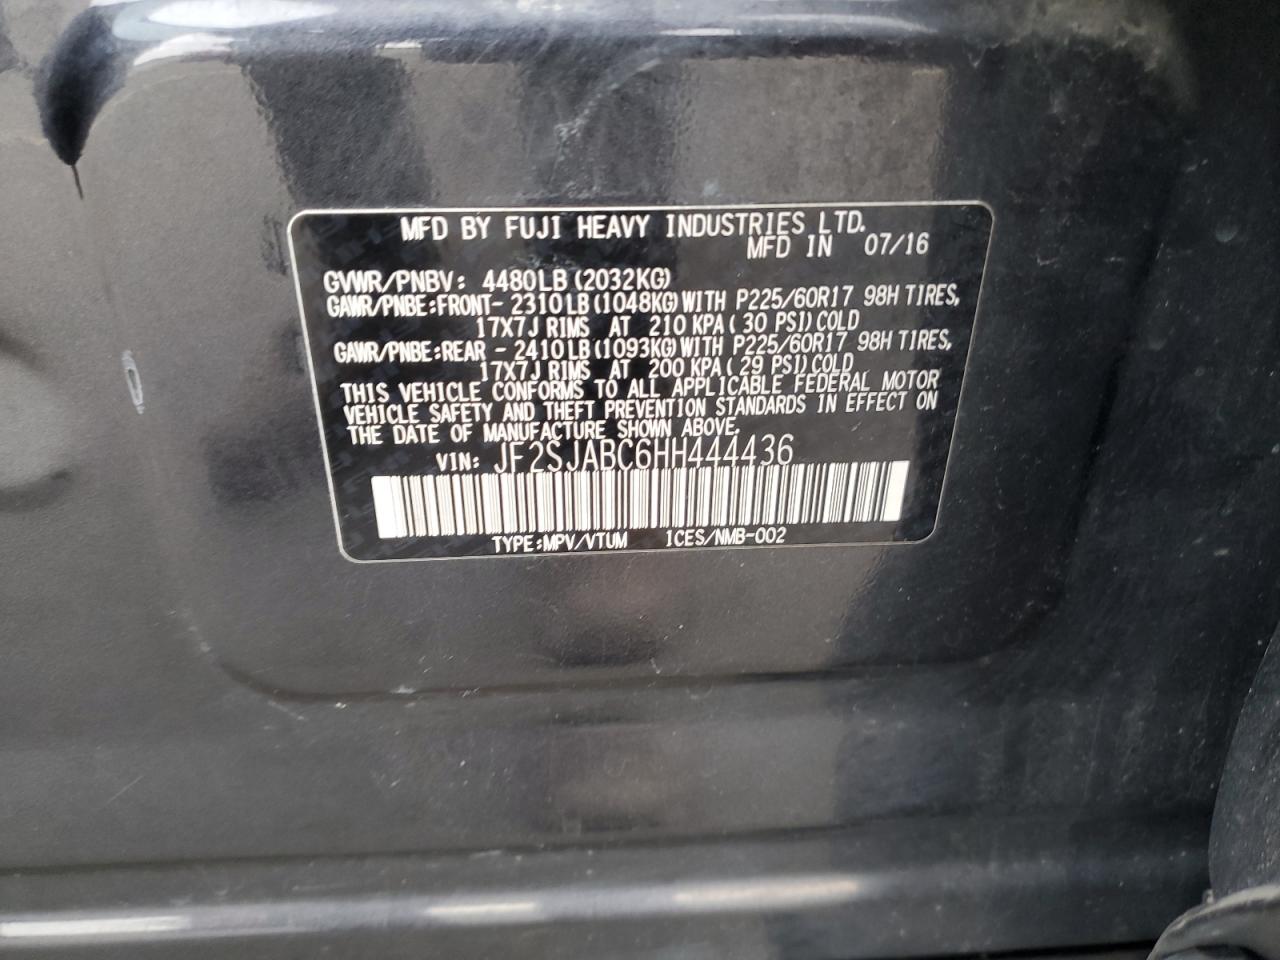 MFD BY FUJI HEAVY INDUSTRIES LTD.
MFD IN 07/16
GVWR/PNBV: 4480LB (2032KG)
GAWR/PNBE:FRONT- 2310LB (1048KG) WITH P225/60R17 98H TIRES,
17X7J RIMS AT 210 KPA ( 30 PSI) COLD
GAWR/PNBE:REAR - 2410LB (1093KG) WITH P225/60R17 98H TIRES,
17X7J RIMS AT 200 KPA ( 29 PSI) COLD
THIS VEHICLE CONFORMS TO ALL APPLICABLE FEDERAL MOTOR
VEHICLE SAFETY AND THEFT PREVENTION STANDARDS IN EFFECT ON
THE DATE OF MANUFACTURE SHOWN ABOVE.
VIN: JF2SJABC6HH444436
TYPE:MPV/VTUM ICES/NMB-002